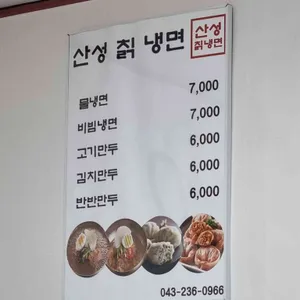 산성 칡 냉면
산성
칡냉면
물냉면 7,000
비빔냉면 7,000
고기만두 6,000
김치만두 6,000
반반만두 6,000
043-236-0966